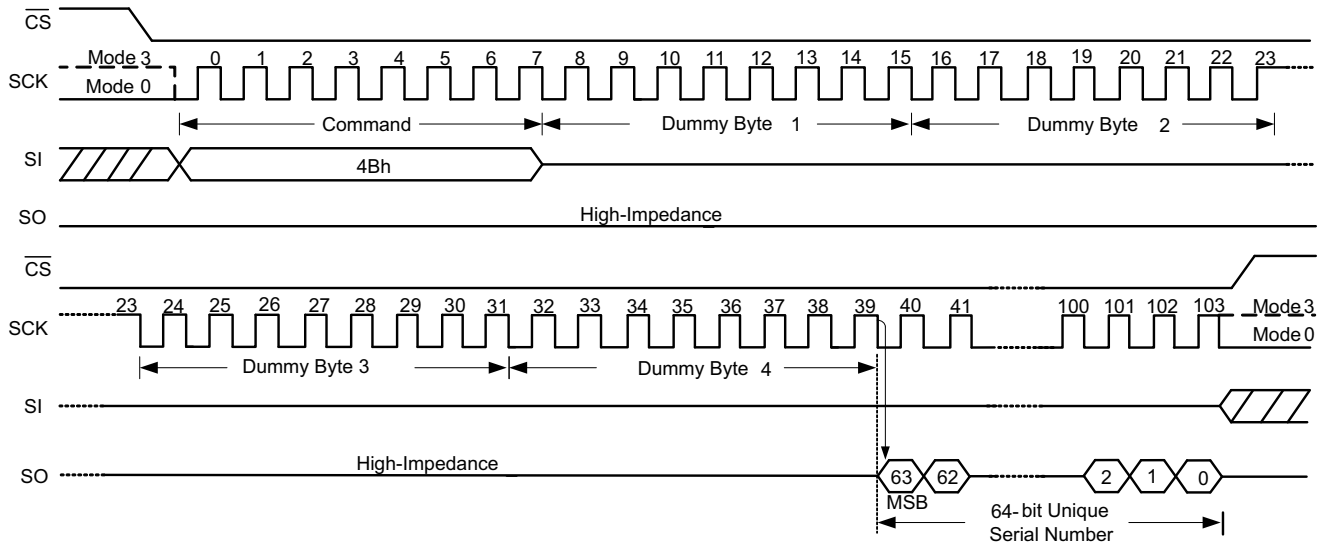 CS
Mode 3 0 1 2 3 4 5 6 7 8 9 10 11 12 13 14 15 16 17 18 19 20 21 22 23
SCK
Mode 0
Command Dummy Byte 1 Dummy Byte 2
SI
4Bh
SO
High-Impedance
CS
23 24 25 26 27 28 29 30 31 32 33 34 35 36 37 38 39 40 41 100 101 102 103 Mode 3
SCK
Mode 0
Dummy Byte 3 Dummy Byte 4
SI
High-Impedance
SO
63 62 2 1 0
MSB
64-bit Unique
Serial Number